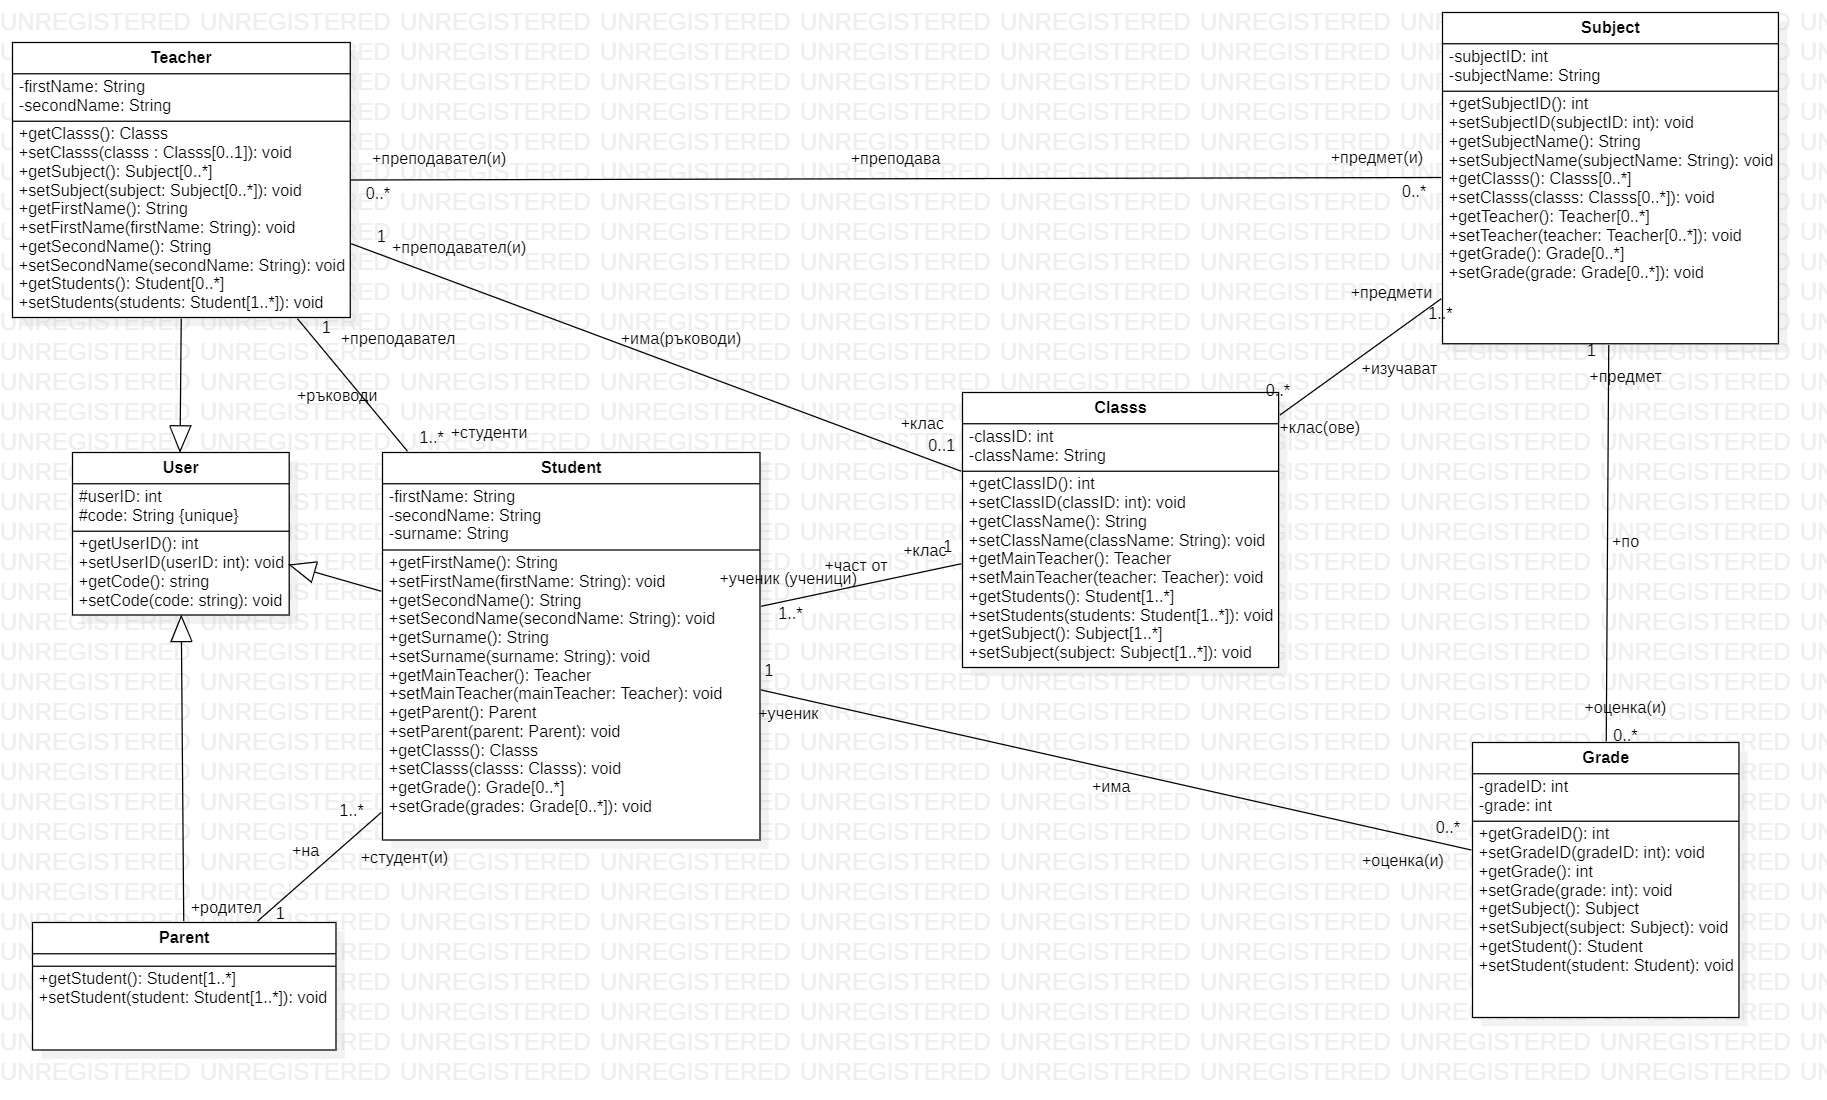 Teacher
-firstName: String
-secondName: String
+getClasss(): Classs
+setClasss(classs : Classs[0..1]): void
+getSubject(): Subject[0..*]
+setSubject(subject: Subject[0..*]): void
+getFirstName(): String
+setFirstName(firstName: String): void
+getSecondName(): String
+setSecondName(secondName: String): void
+getStudents(): Student[0..*]
+setStudents(students: Student[1..*]): void
Subject
-subjectID: int
-subjectName: String
+getSubjectID(): int
+setSubjectID(subjectID: int): void
+getSubjectName(): String
+setSubjectName(subjectName: String): void
+getClasss(): Classs[0..*]
+setClasss(classs: Classs[0..*]): void
+getTeacher(): Teacher[0..*]
+setTeacher(teacher: Teacher[0..*]): void
+getGrade(): Grade[0..*]
+setGrade(grade: Grade[0..*]): void
+преподавател(и)
+преподава
+предмет(и)
0..*
0..*
1
+преподавател(и)
+има(ръководи)
+клас
0..1
1
+преподавател
+ръководи
1..*
+студенти
+предмети
1..*
+изучават
0..*
+клас(ове)
1
+предмет
+по
+оценка(и)
0..*
User
#userID: int
#code: String {unique}
+getUserID(): int
+setUserID(userID: int): void
+getCode(): string
+setCode(code: string): void
Student
-firstName: String
-secondName: String
-surname: String
+getFirstName(): String
+setFirstName(firstName: String): void
+getSecondName(): String
+setSecondName(secondName: String): void
+getSurname(): String
+setSurname(surname: String): void
+getMainTeacher(): Teacher
+setMainTeacher(mainTeacher: Teacher): void
+getParent(): Parent
+setParent(parent: Parent): void
+getClasss(): Classs
+setClasss(classs: Classs): void
+getGrade(): Grade[0..*]
+setGrade(grades: Grade[0..*]): void
Classs
-classID: int
-className: String
+getClassID(): int
+setClassID(classID: int): void
+getClassName(): String
+setClassName(className: String): void
+getMainTeacher(): Teacher
+setMainTeacher(teacher: Teacher): void
+getStudents(): Student[1..*]
+setStudents(students: Student[1..*]): void
+getSubject(): Subject[1..*]
+setSubject(subject: Subject[1..*]): void
+клас
1
+част от
+ученик (ученици)
1..*
1
+ученик
+има
0..*
+оценка(и)
1..*
+на
+студент(и)
+родител
1
Parent
+getStudent(): Student[1..*]
+setStudent(student: Student[1..*]): void
Grade
-gradeID: int
-grade: int
+getGradeID(): int
+setGradeID(gradeID: int): void
+getGrade(): int
+setGrade(grade: int): void
+getSubject(): Subject
+setSubject(subject: Subject): void
+getStudent(): Student
+setStudent(student: Student): void
UNREGISTERED